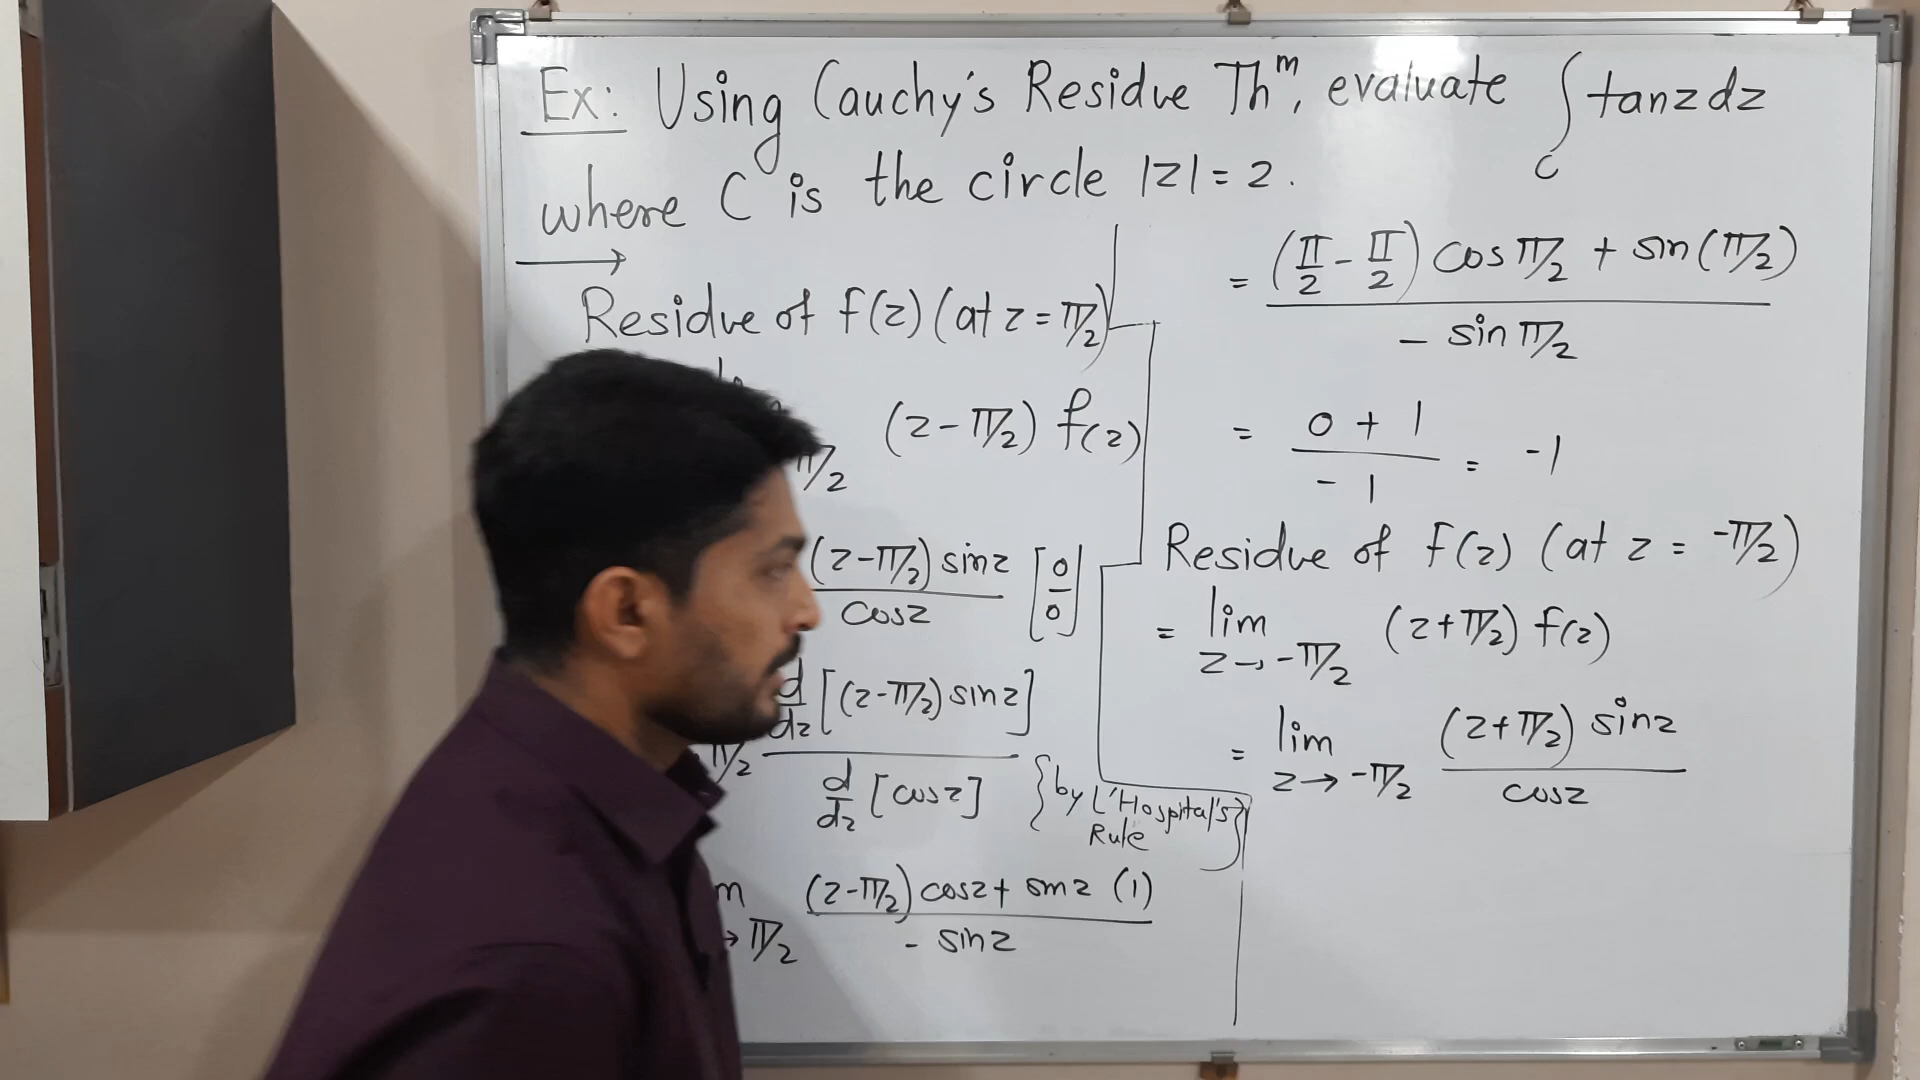 Ex: Using Cauchy's Residue Th^m, evaluate ∫_C tanz dz
where C is the circle |z| = 2.
→
Residue of f(z) (at z = π/2)
π/2 (z-π/2) f(z)
(z-π/2) sinz / cosz [0/0]
π/2 d/dz [(z-π/2) sinz] / d/dz [cosz] {by L'Hospital's Rule}
m → π/2 (z-π/2) cosz + sinz (1) / - sinz
= (π/2 - π/2) cos π/2 + sin (π/2) / - sin π/2
= 0 + 1 / - 1 = -1
Residue of f(z) (at z = -π/2)
= lim z→ -π/2 (z+π/2) f(z)
= lim z→ -π/2 (z+π/2) sinz / cosz